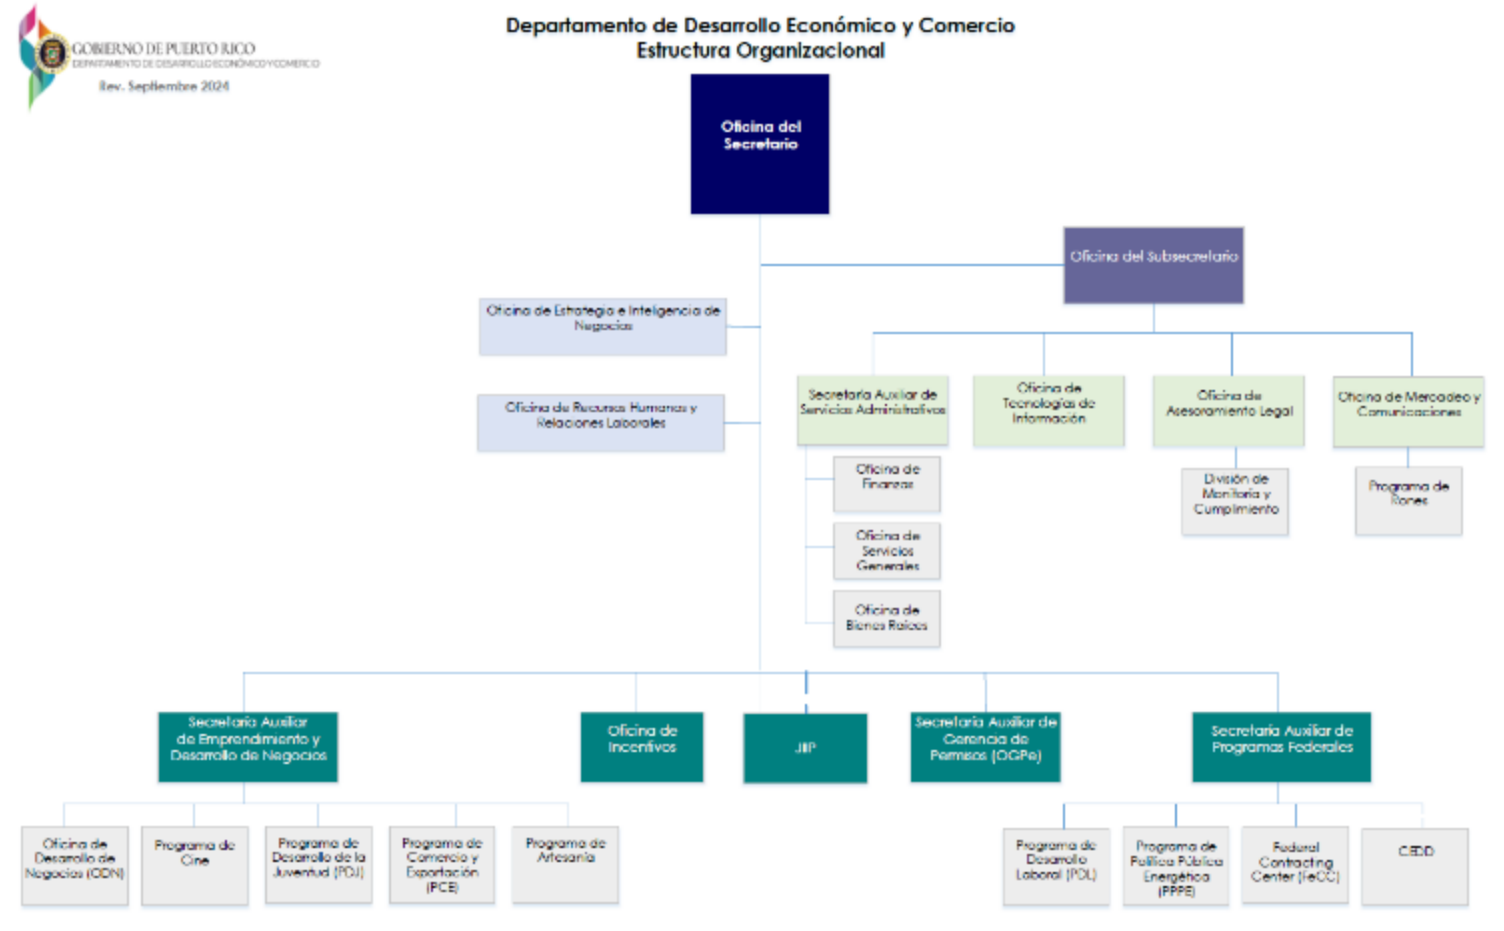 GOBIERNO DE PUERTO RICO
DEPARTAMENTO DE DESARROLLO ECONÓMICO Y COMERCIO
Rev. Septiembre 2024
Departamento de Desarrollo Económico y Comercio
Estructura Organizacional
Oficina del
Secretario
Oficina del Subsecretario
Oficina de Estrategia e Inteligencia de
Negocios
Oficina de Recursos Humanos y
Relaciones Laborales
Secretaría Auxiliar de
Servicios Administrativos
Oficina de
Tecnologías de
Información
Oficina de
Asesoramiento Legal
Oficina de Mercadeo y
Comunicaciones
Oficina de
Finanzas
Oficina de
Servicios
Generales
Oficina de
Bienes Raíces
División de
Monitoría y
Cumplimiento
Programa de
Rones
Secretaría Auxiliar
de Emprendimiento y
Desarrollo de Negocios
Oficina de
Incentivos
JIP
Secretaría Auxiliar de
Gerencia de
Permisos (OGPe)
Secretaría Auxiliar de
Programas Federales
Oficina de
Desarrollo de
Negocios (ODN)
Programa de
Cine
Programa de
Desarrollo de la
Juventud (PDJ)
Programa de
Comercio y
Exportación
(PCE)
Programa de
Artesanía
Programa de
Desarrollo
Laboral (PDL)
Programa de
Política Pública
Energética
(PPPE)
Federal
Contracting
Center (FeCC)
CEDD